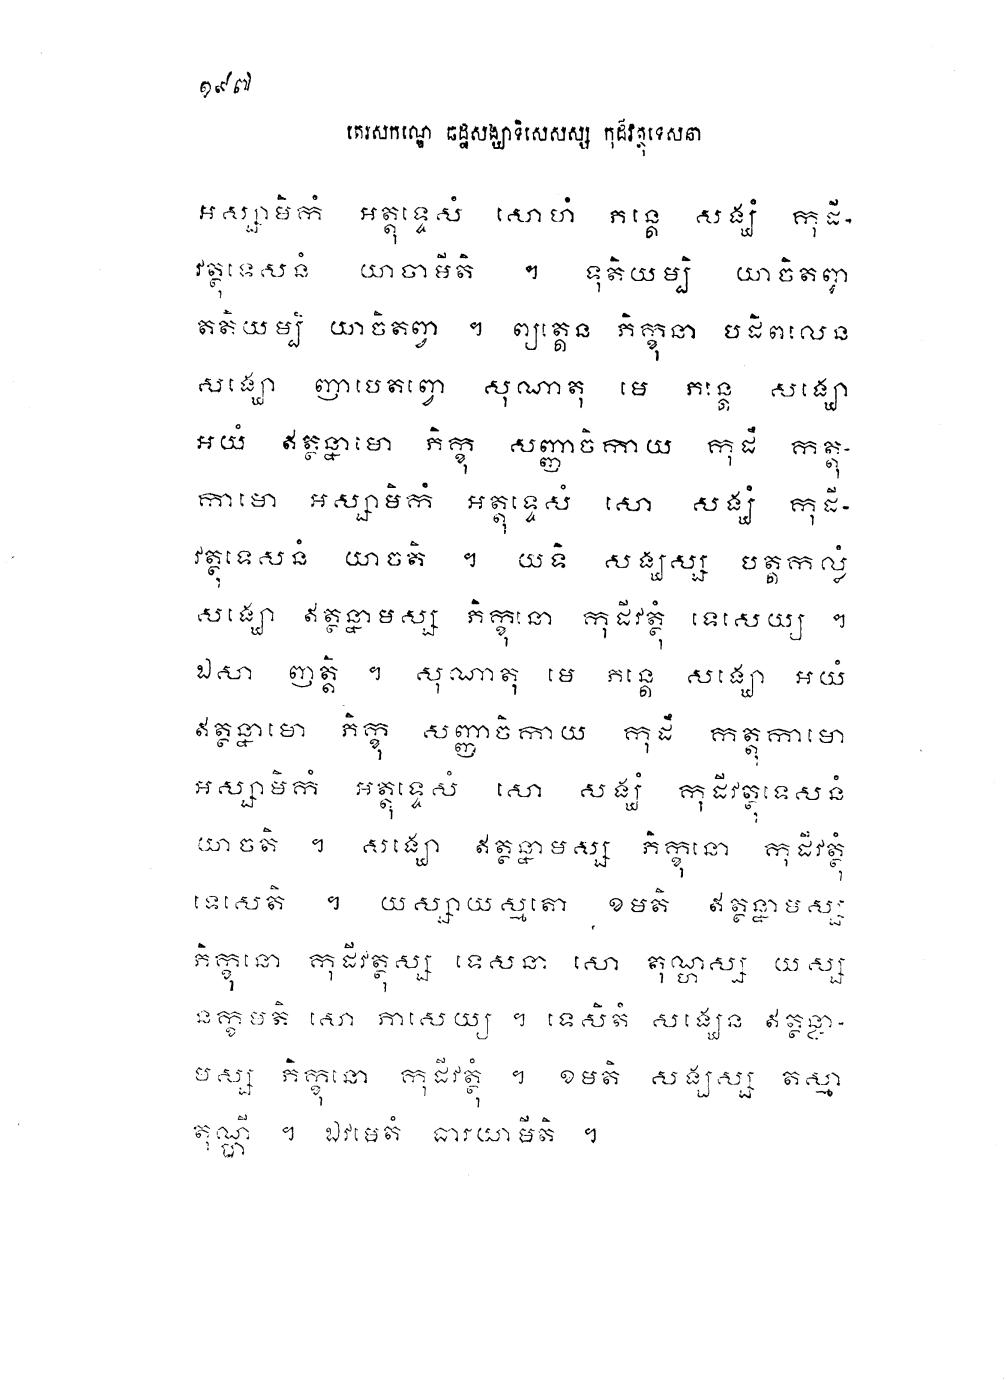 ១៩៧
តេរសកណ្ឌេ ឆដ្ឋសង្ឃាទិសេសស្ស កុដីវត្ថុទេសនា
អស្សាមិកំ អត្តុទ្ទេសំ សោហំ ភន្តេ សង្ឃំ កុដី-
វត្ថុទេសនំ យាចាមីតិ ។ ទុតិយម្បិ យាចិតព្វា
តតិយម្បិ យាចិតព្វា ។ ព្យត្តេន ភិក្ខុនា បដិពលេន
សង្ឃោ ញាបេតព្វោ សុណាតុ មេ ភន្តេ សង្ឃោ
អយំ ឥត្ថន្នាមោ ភិក្ខុ សញ្ញាចិកាយ កុដឹ កត្តុ-
កាមោ អស្សាមិកំ អត្តុទ្ទេសំ សោ សង្ឃំ កុដី-
វត្ថុទេសនំ យាចតិ ។ យទិ សង្ឃស្ស បត្តកល្លំ
សង្ឃោ ឥត្ថន្នាមស្ស ភិក្ខុនោ កុដីវត្ថុំ ទេសេយ្យ ។
ឯសា ញត្តិ ។ សុណាតុ មេ ភន្តេ សង្ឃោ អយំ
ឥត្ថន្នាមោ ភិក្ខុ សញ្ញាចិកាយ កុដឹ កត្តុកាមោ
អស្សាមិកំ អត្តុទ្ទេសំ សោ សង្ឃំ កុដីវត្ថុទេសនំ
យាចតិ ។ សង្ឃោ ឥត្ថន្នាមស្ស ភិក្ខុនោ កុដីវត្ថុំ
ទេសេតិ ។ យស្សាយស្មតោ ខមតិ ឥត្ថន្នាមស្ស
ភិក្ខុនោ កុដីវត្ថុស្ស ទេសនា សោ តុណ្ហស្ស យស្ស
នក្ខមតិ សោ ភាសេយ្យ ។ ទេសិតំ សង្ឃេន ឥត្ថន្នា-
មស្ស ភិក្ខុនោ កុដីវត្ថុំ ។ ខមតិ សង្ឃស្ស តស្មា
តុណ្ហី ។ ឯវមេតំ ធារយាមីតិ ។